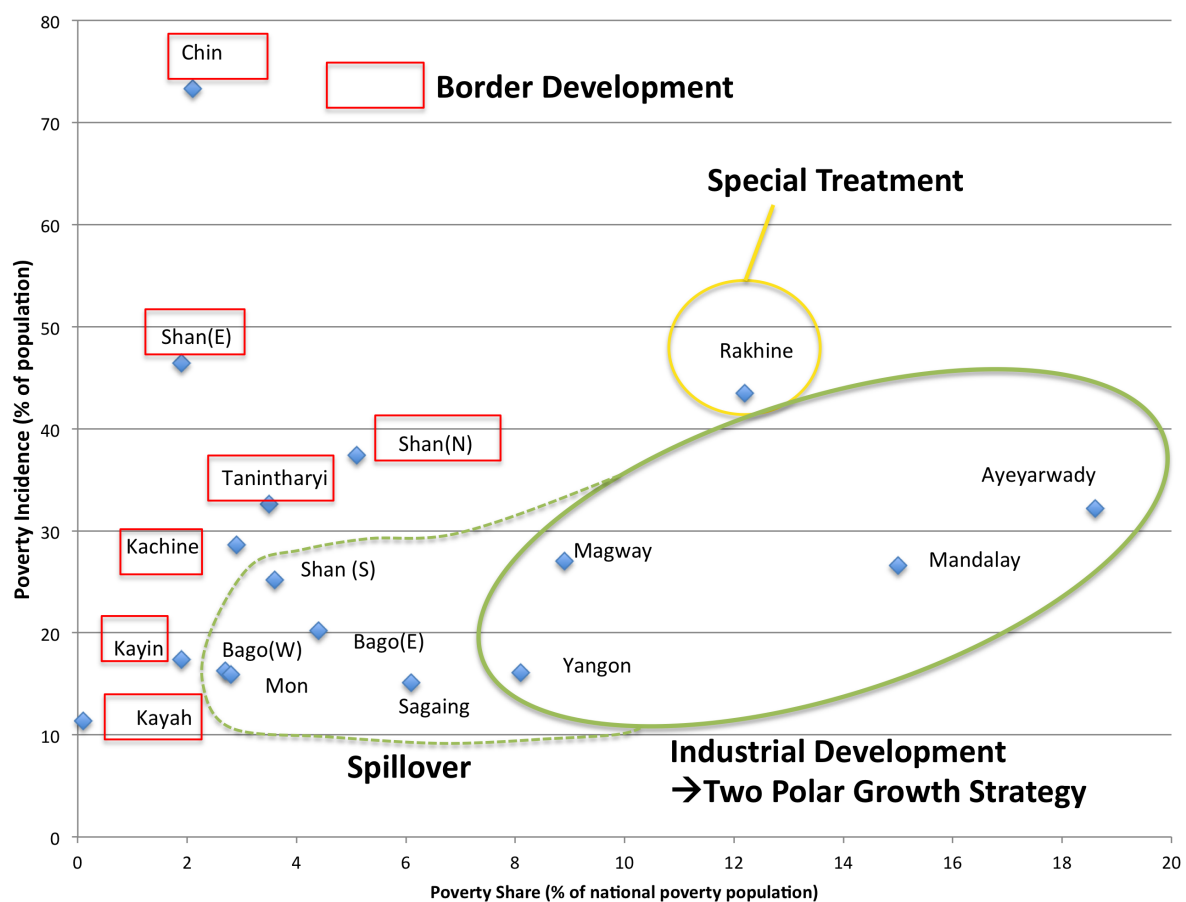 80
Chin
Border Development
70
Special Treatment
60
50
Shan(E)
Rakhine
40
Shan(N)
Tanintharyi
Ayeyarwady
30
Kachine
Magway
Mandalay
Shan (S)
20
Kayin
Bago(W)
Bago(E)
Yangon
Mon
Sagaing
Kayah
10
Spillover
Industrial Development
→Two Polar Growth Strategy
0
0 2 4 6 8 10 12 14 16 18 20
Poverty Share (% of national poverty population)
Poverty Incidence (% of population)